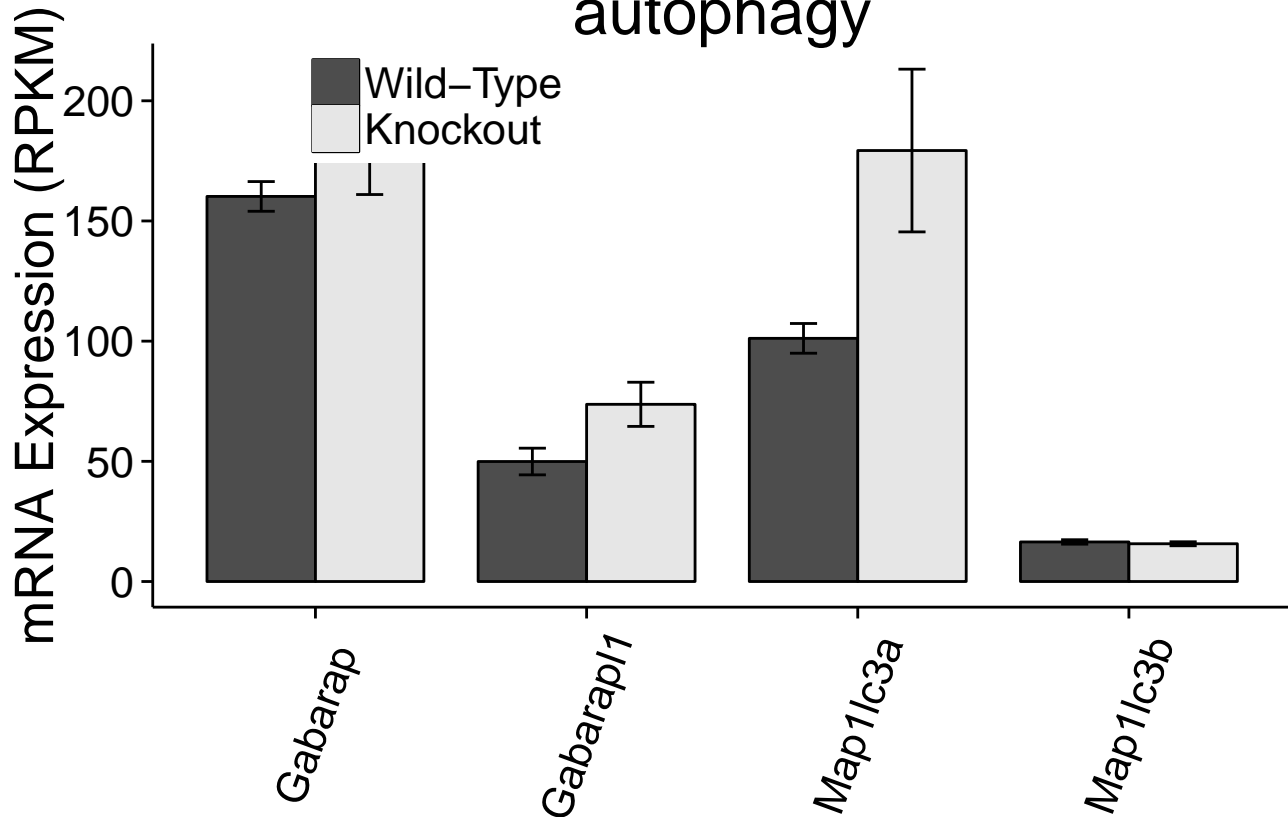 autophagy
mRNA Expression (RPKM)
200
150
100
50
0
Wild–Type
Knockout
Gabarap
Gabarapl1
Map1lc3a
Map1lc3b